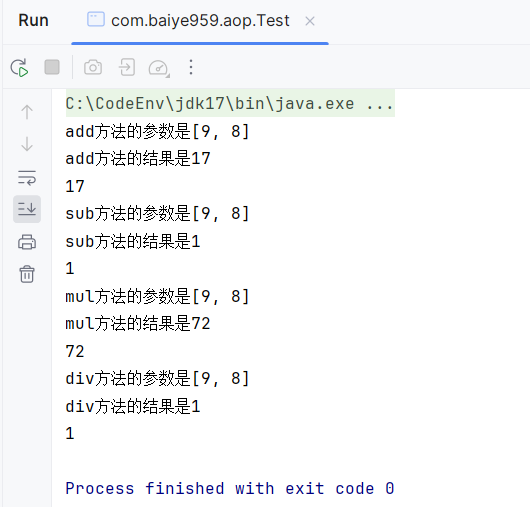 Run com.baiye959.aop.Test
C:\CodeEnv\jdk17\bin\java.exe ...
add方法的参数是[9, 8]
add方法的结果是17
17
sub方法的参数是[9, 8]
sub方法的结果是1
1
mul方法的参数是[9, 8]
mul方法的结果是72
72
div方法的参数是[9, 8]
div方法的结果是1
1
Process finished with exit code 0